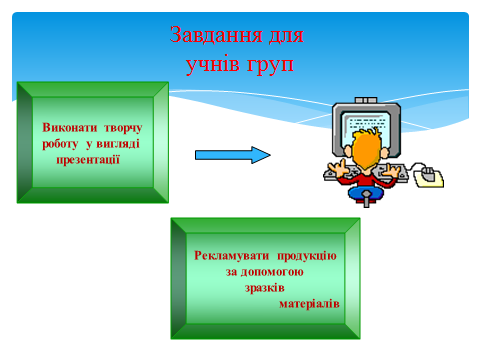 Завдання для
учнів груп
Виконати творчу
роботу у вигляді
презентації
Рекламувати продукцію
за допомогою
зразків
матеріалів